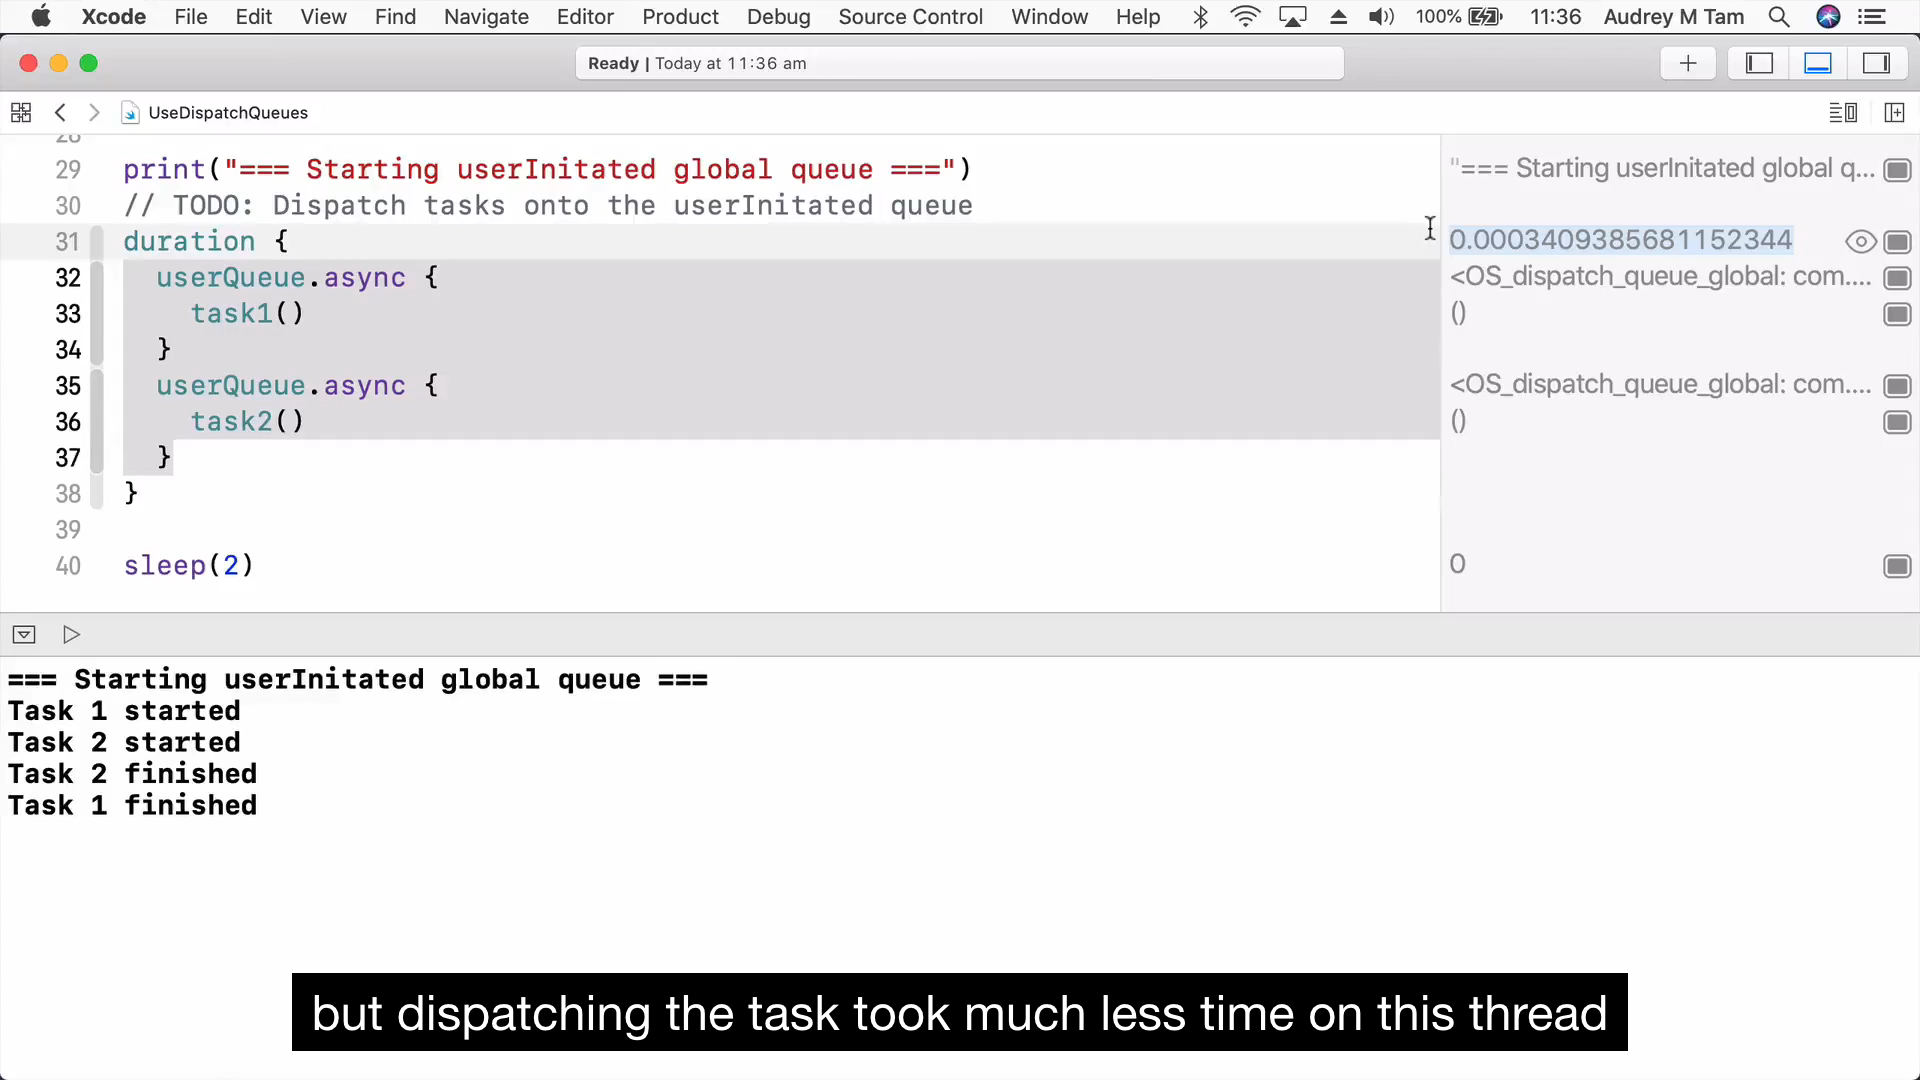 Xcode File Edit View Find Navigate Editor Product Debug Source Control Window Help 100% 11:36 Audrey M Tam
Ready | Today at 11:36 am
UseDispatchQueues
28
29 print("=== Starting userInitated global queue ===") "=== Starting userInitated global q...
30 // TODO: Dispatch tasks onto the userInitated queue
31 duration { 0.0003409385681152344
32 userQueue.async { <OS_dispatch_queue_global: com....
33 task1() ()
34 }
35 userQueue.async { <OS_dispatch_queue_global: com....
36 task2() ()
37 }
38 }
39
40 sleep(2) 0
=== Starting userInitated global queue ===
Task 1 started
Task 2 started
Task 2 finished
Task 1 finished
but dispatching the task took much less time on this thread